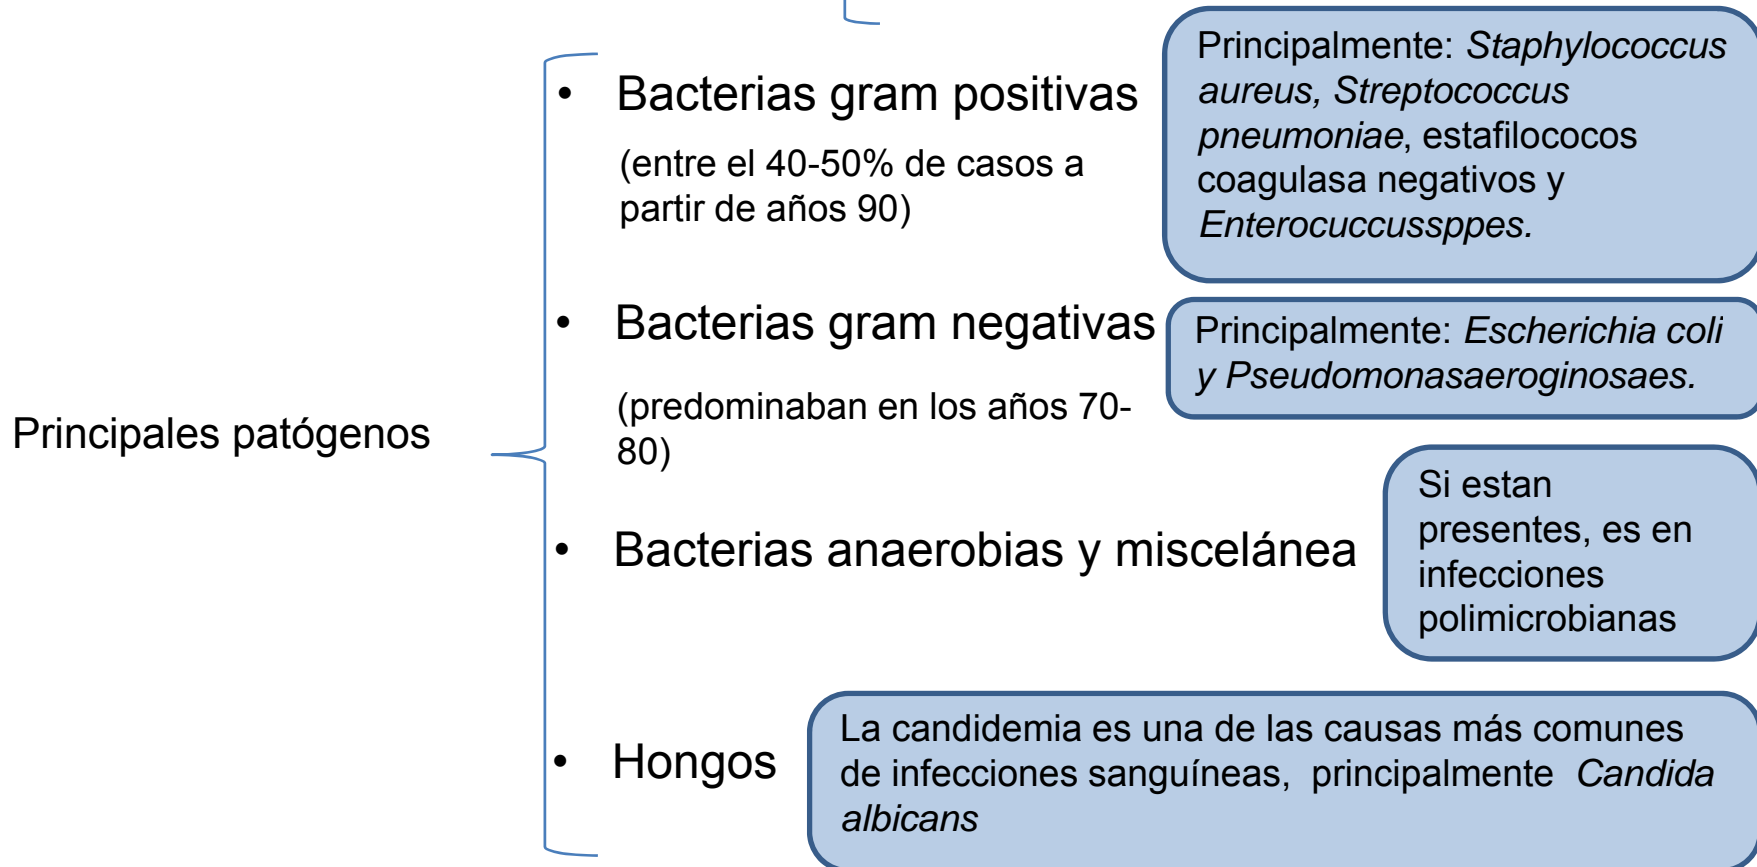 Principales patógenos
• Bacterias gram positivas
(entre el 40-50% de casos a
partir de años 90)
Principalmente: Staphylococcus
aureus, Streptococcus
pneumoniae, estafilococos
coagulasa negativos y
Enterocuccussppes.
• Bacterias gram negativas
(predominaban en los años 70-
80)
Principalmente: Escherichia coli
y Pseudomonasaeroginosaes.
• Bacterias anaerobias y miscelánea
Si estan
presentes, es en
infecciones
polimicrobianas
• Hongos
La candidemia es una de las causas más comunes
de infecciones sanguíneas, principalmente Candida
albicans